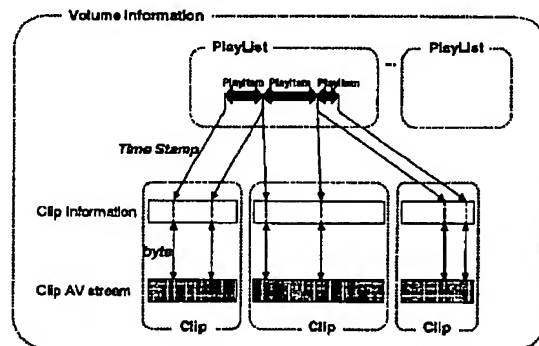 Volume Information
PlayList
PlayList
PlayItem PlayItem PlayItem
Time Stamp
Clip Information
byte
Clip AV stream
Clip
Clip
Clip